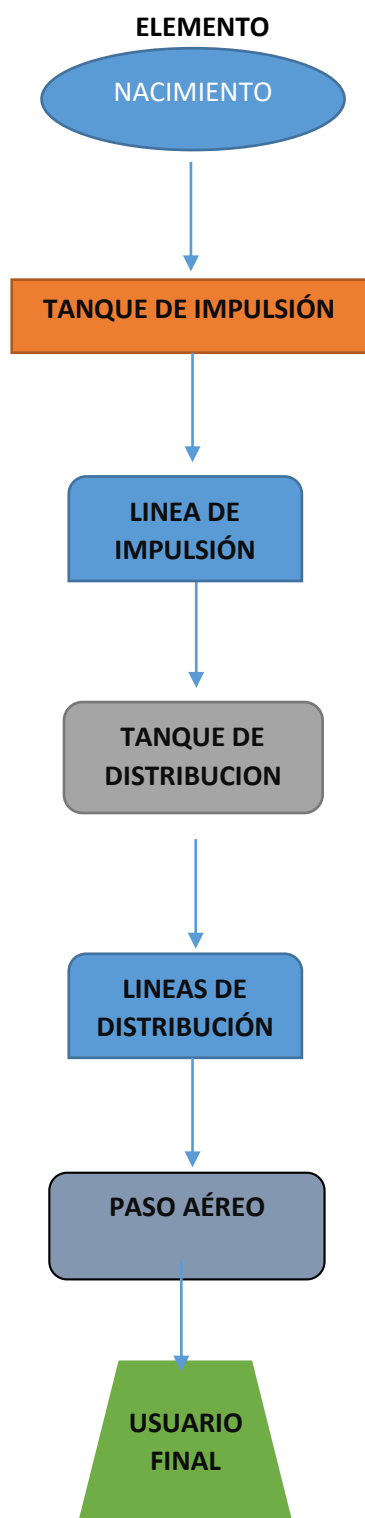 ELEMENTO
NACIMIENTO
TANQUE DE IMPULSIÓN
LINEA DE
IMPULSIÓN
TANQUE DE
DISTRIBUCION
LINEAS DE
DISTRIBUCIÓN
PASO AÉREO
USUARIO
FINAL